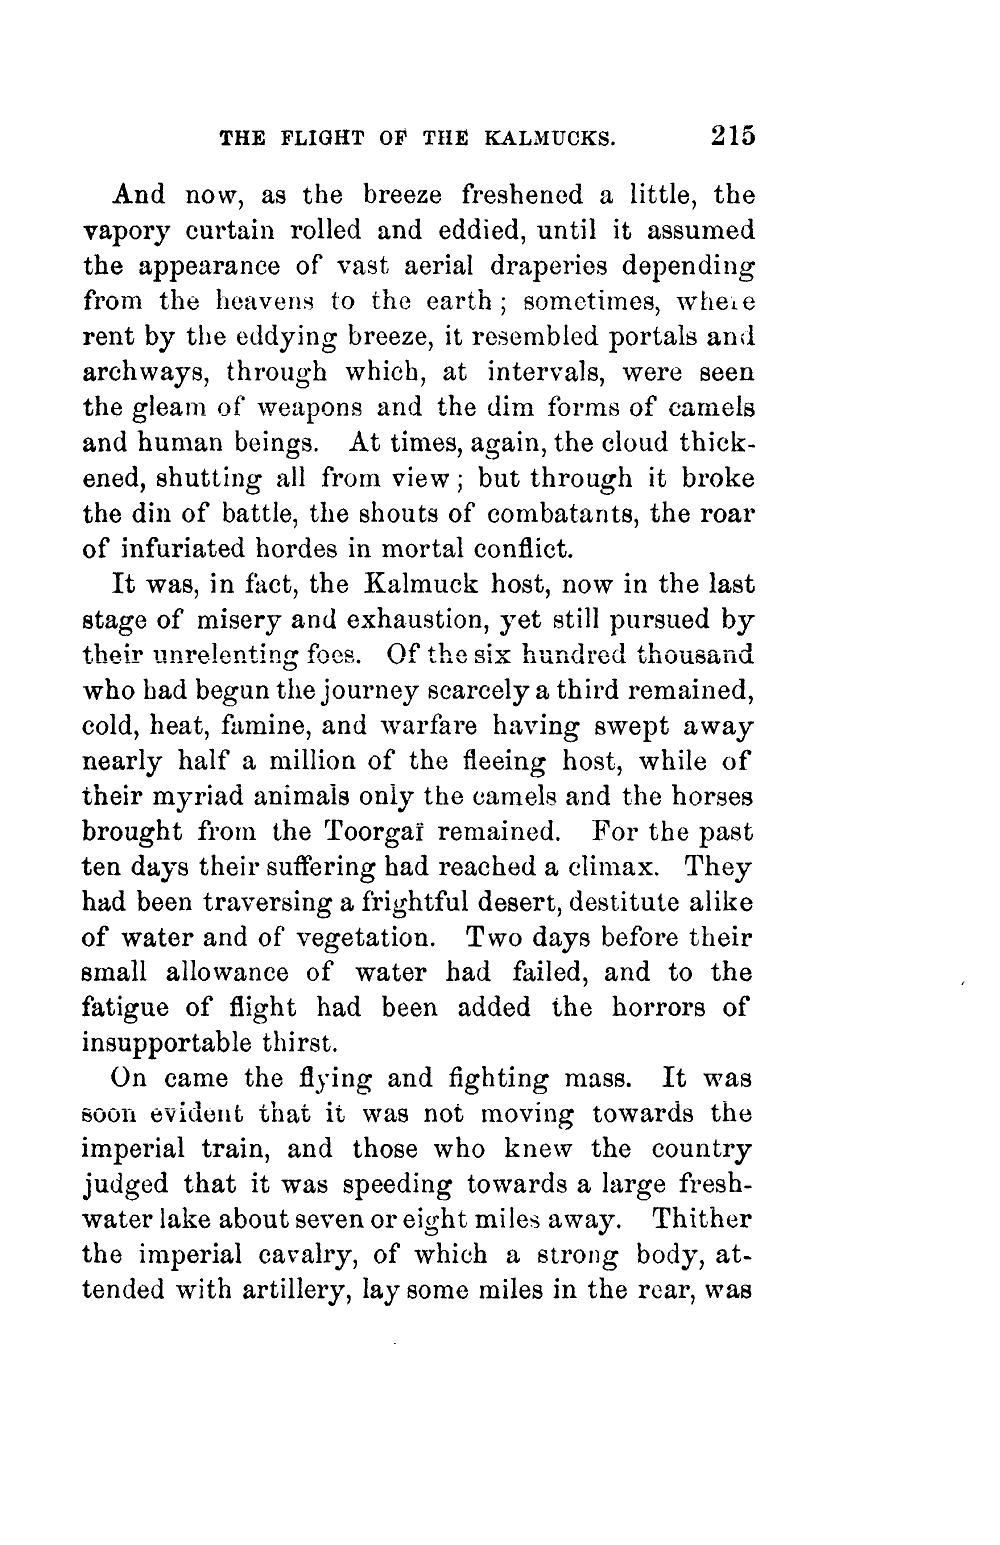 THE FLIGHT OF THE KALMUCKS. 215
And now, as the breeze freshened a little, the
vapory curtain rolled and eddied, until it assumed
the appearance of vast aerial draperies depending
from the heavens to the earth ; sometimes, where
rent by the eddying breeze, it resembled portals and
archways, through which, at intervals, were seen
the gleam of weapons and the dim forms of camels
and human beings. At times, again, the cloud thick-
ened, shutting all from view ; but through it broke
the din of battle, the shouts of combatants, the roar
of infuriated hordes in mortal conflict.
It was, in fact, the Kalmuck host, now in the last
stage of misery and exhaustion, yet still pursued by
their unrelenting foes. Of the six hundred thousand
who had begun the journey scarcely a third remained,
cold, heat, famine, and warfare having swept away
nearly half a million of the fleeing host, while of
their myriad animals only the camels and the horses
brought from the Toorgaï remained. For the past
ten days their suffering had reached a climax. They
had been traversing a frightful desert, destitute alike
of water and of vegetation. Two days before their
small allowance of water had failed, and to the
fatigue of flight had been added the horrors of
insupportable thirst.
On came the flying and fighting mass. It was
soon evident that it was not moving towards the
imperial train, and those who knew the country
judged that it was speeding towards a large fresh-
water lake about seven or eight miles away. Thither
the imperial cavalry, of which a strong body, at-
tended with artillery, lay some miles in the rear, was